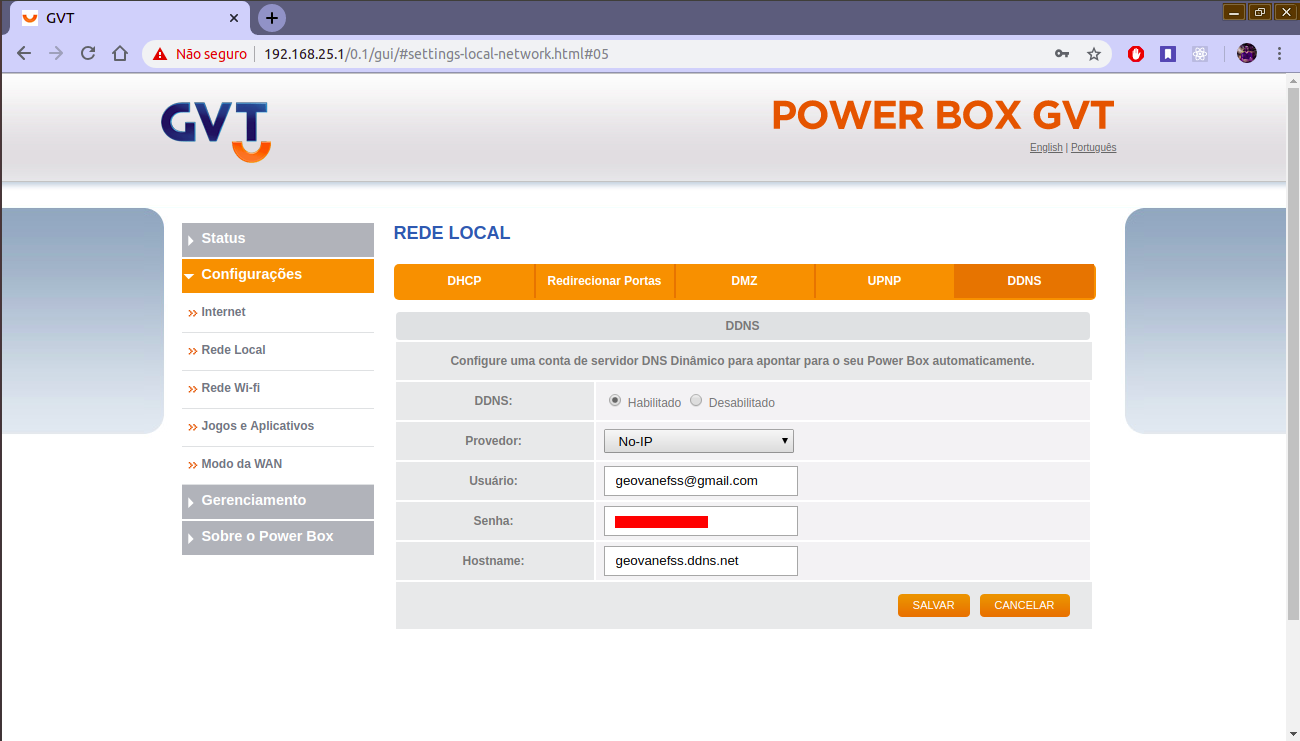 GVT
Não seguro 192.168.25.1/0.1/gui/#settings-local-network.html#05
GVT
POWER BOX GVT
English | Português
Status
Configurações
Internet
Rede Local
Rede Wi-fi
Jogos e Aplicativos
Modo da WAN
Gerenciamento
Sobre o Power Box
REDE LOCAL
DHCP Redirecionar Portas DMZ UPNP DDNS
DDNS
Configure uma conta de servidor DNS Dinâmico para apontar para o seu Power Box automaticamente.
DDNS: Habilitado Desabilitado
Provedor: No-IP
Usuário: geovanefss@gmail.com
Senha:
Hostname: geovanefss.ddns.net
SALVAR CANCELAR